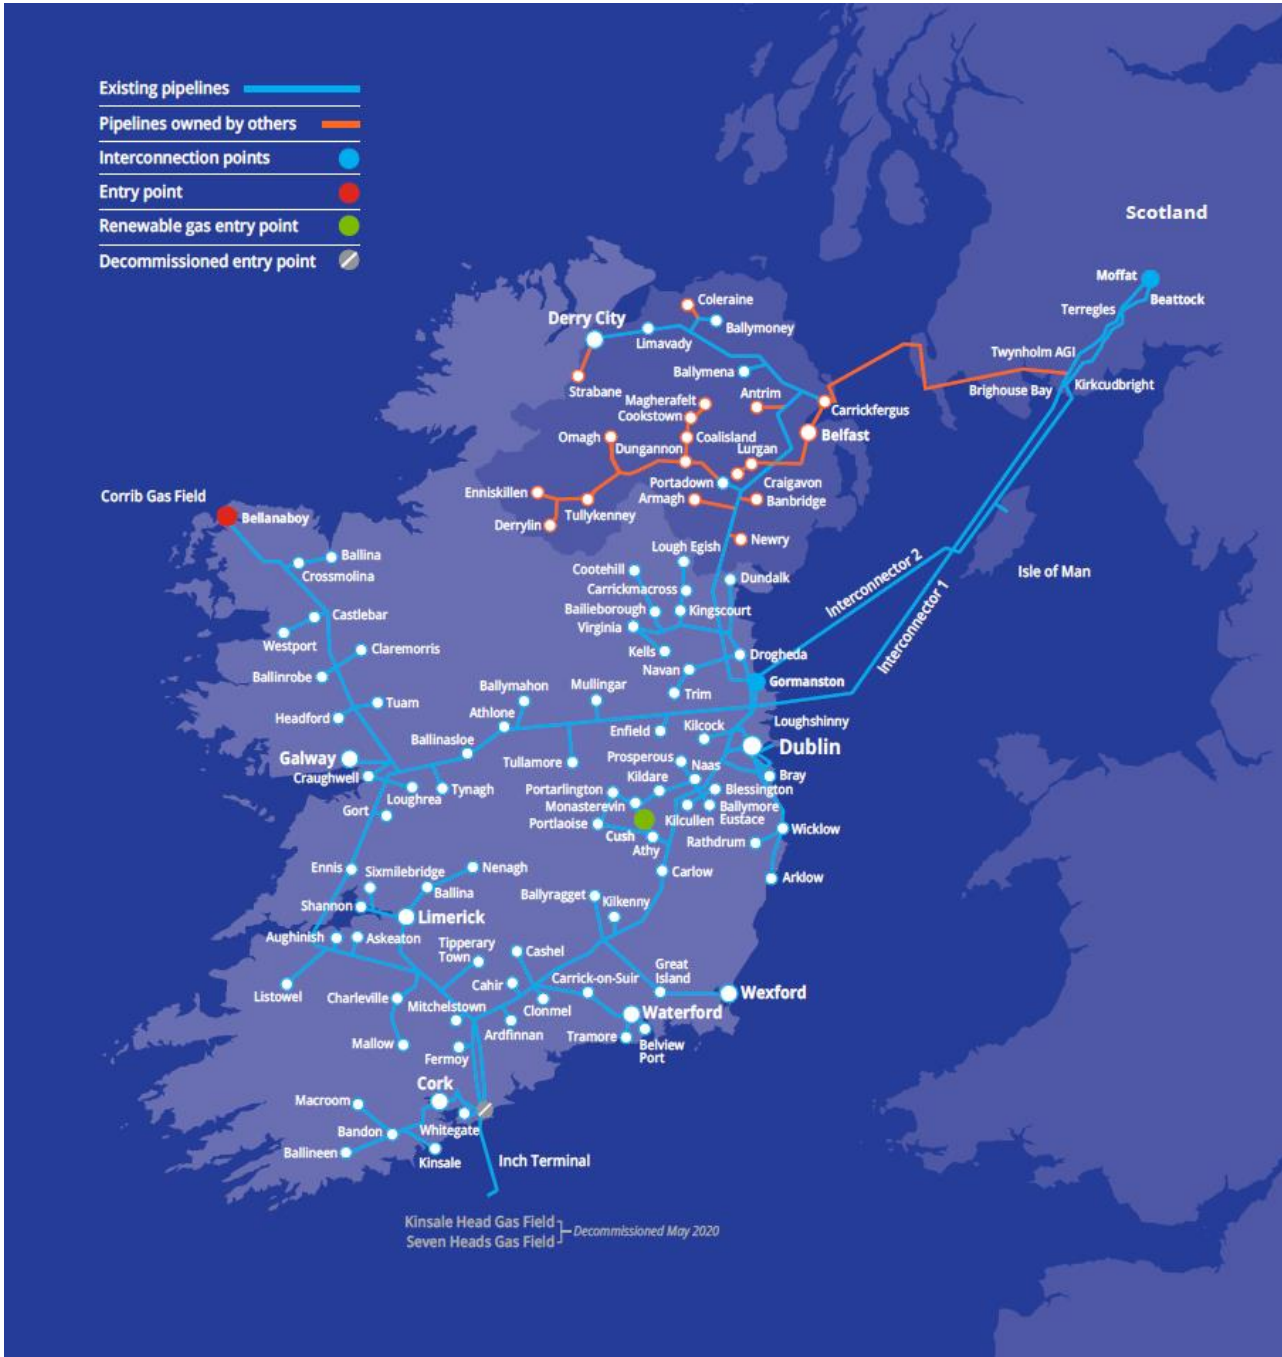 Existing pipelines
Pipelines owned by others
Interconnection points
Entry point
Renewable gas entry point
Decommissioned entry point
Scotland
Moffat
Beattock
Terregles
Twynholm AGI
Brighouse Bay
Kirkcudbright
Coleraine
Derry City
Ballymoney
Limavady
Ballymena
Strabane
Antrim
Magherafelt
Cookstown
Carrickfergus
Omagh
Coalisland
Belfast
Dungannon
Lurgan
Portadown
Craigavon
Enniskillen
Armagh
Banbridge
Tullykenney
Derrylin
Corrib Gas Field
Bellanaboy
Newry
Lough Egish
Ballina
Crossmolina
Cootehill
Dundalk
Isle of Man
Carrickmacross
Interconnector 2
Interconnector 1
Bailieborough
Kingscourt
Castlebar
Virginia
Westport
Claremorris
Kells
Drogheda
Navan
Ballinrobe
Gormanston
Ballymahon
Mullingar
Trim
Tuam
Headford
Athlone
Loughshinny
Kilcock
Enfield
Ballinasloe
Dublin
Galway
Tullamore
Prosperous
Naas
Craughwell
Kildare
Bray
Loughrea
Tynagh
Portarlington
Blessington
Monasterevin
Ballymore
Eustace
Gort
Kilcullen
Portlaoise
Cush
Wicklow
Rathdrum
Athy
Ennis
Sixmilebridge
Nenagh
Carlow
Arklow
Ballina
Ballyragget
Kilkenny
Shannon
Limerick
Aughinish
Askeaton
Tipperary
Town
Cashel
Great
Island
Carrick-on-Suir
Cahir
Listowel
Charleville
Wexford
Mitchelstown
Clonmel
Waterford
Ardfinnan
Tramore
Belview
Port
Mallow
Fermoy
Cork
Macroom
Bandon
Whitegate
Ballineen
Kinsale
Inch Terminal
Kinsale Head Gas Field
Seven Heads Gas Field
Decommissioned May 2020